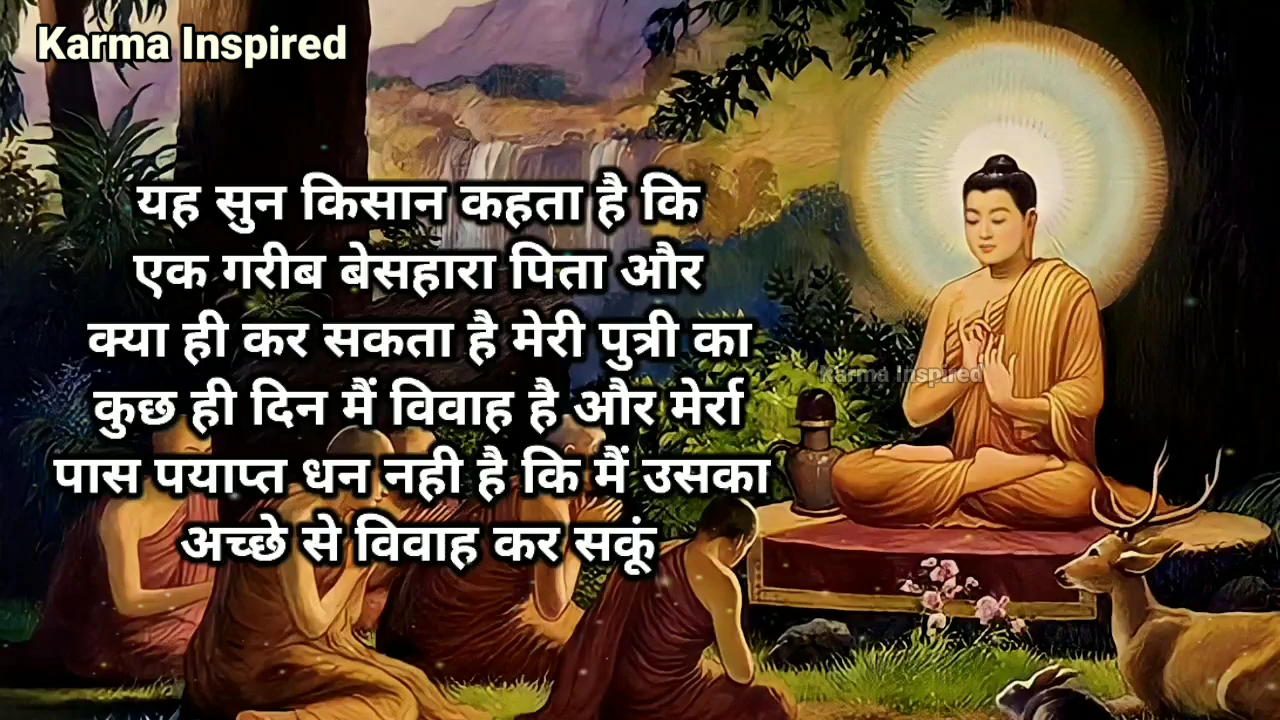 Karma Inspired
यह सुन किसान कहता है कि
एक गरीब बेसहारा पिता और
क्या ही कर सकता है मेरी पुत्री का
कुछ ही दिन मैं विवाह है और मेर्रा
पास पयाप्त धन नही है कि मैं उसका
अच्छे से विवाह कर सकूं
Karma Inspired